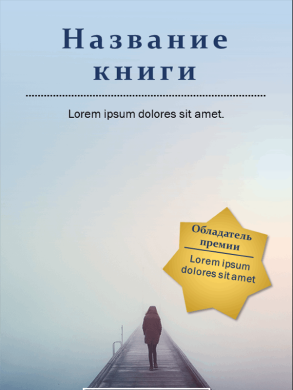 Название
книги
Lorem ipsum dolores sit amet.
Обладатель
премии
Lorem ipsum
dolores sit amet